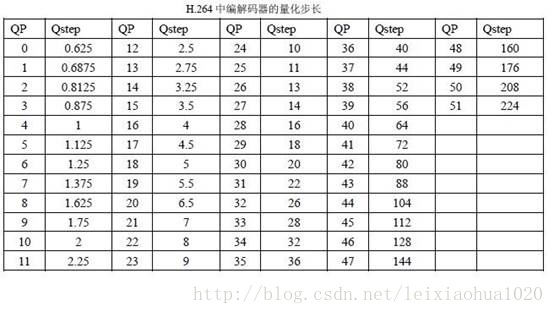 H.264 中编解码器的量化步长
QP Qstep QP Qstep QP Qstep QP Qstep QP Qstep
0 0.625 12 2.5 24 10 36 40 48 160
1 0.6875 13 2.75 25 11 37 44 49 176
2 0.8125 14 3.25 26 13 38 52 50 208
3 0.875 15 3.5 27 14 39 56 51 224
4 1 16 4 28 16 40 64
5 1.125 17 4.5 29 18 41 72
6 1.25 18 5 30 20 42 80
7 1.375 19 5.5 31 22 43 88
8 1.625 20 6.5 32 26 44 104
9 1.75 21 7 33 28 45 112
10 2 22 8 34 32 46 128
11 2.25 23 9 35 36 47 144
http://blog.csdn.net/leixiaohua1020